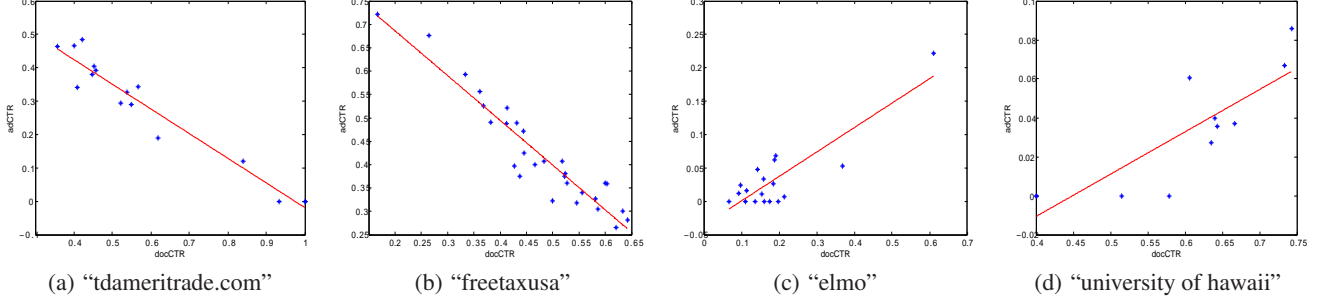 0.6
0.5
0.4
0.3
0.2
0.1
0
-0.
adCTR
0.4 0.5 0.6 0.7 0.8 0.9 1
docCTR
(a) “tdameritrade.com”
0.75
0.7
0.65
0.6
0.55
0.5
0.45
0.4
0.35
0.3
0.25
adCTR
0.2 0.25 0.3 0.35 0.4 0.45 0.5 0.55 0.6 0.65
docCTR
(b) “freetaxusa”
0.3
0.25
0.2
0.15
0.1
0.05
0
-0.05
adCTR
0 0.1 0.2 0.3 0.4 0.5 0.6 0.7
docCTR
(c) “elmo”
0.1
0.08
0.06
0.04
0.02
0
-0.02
adCTR
0.4 0.45 0.5 0.55 0.6 0.65 0.7 0.75
docCTR
(d) “university of hawaii”